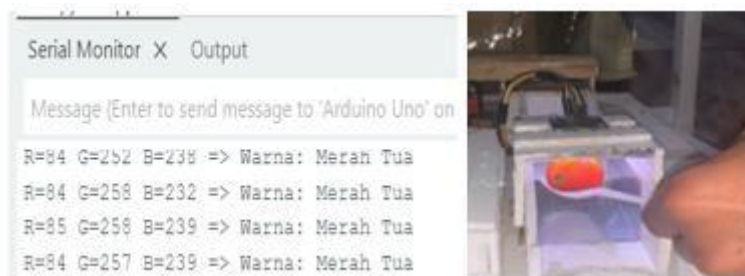 Serial Monitor X Output
Message (Enter to send message to 'Arduino Uno' on
R=84 G=252 B=238 => Warna: Merah Tua
R=84 G=258 B=232 => Warna: Merah Tua
R=85 G=258 B=239 => Warna: Merah Tua
R=84 G=257 B=239 => Warna: Merah Tua